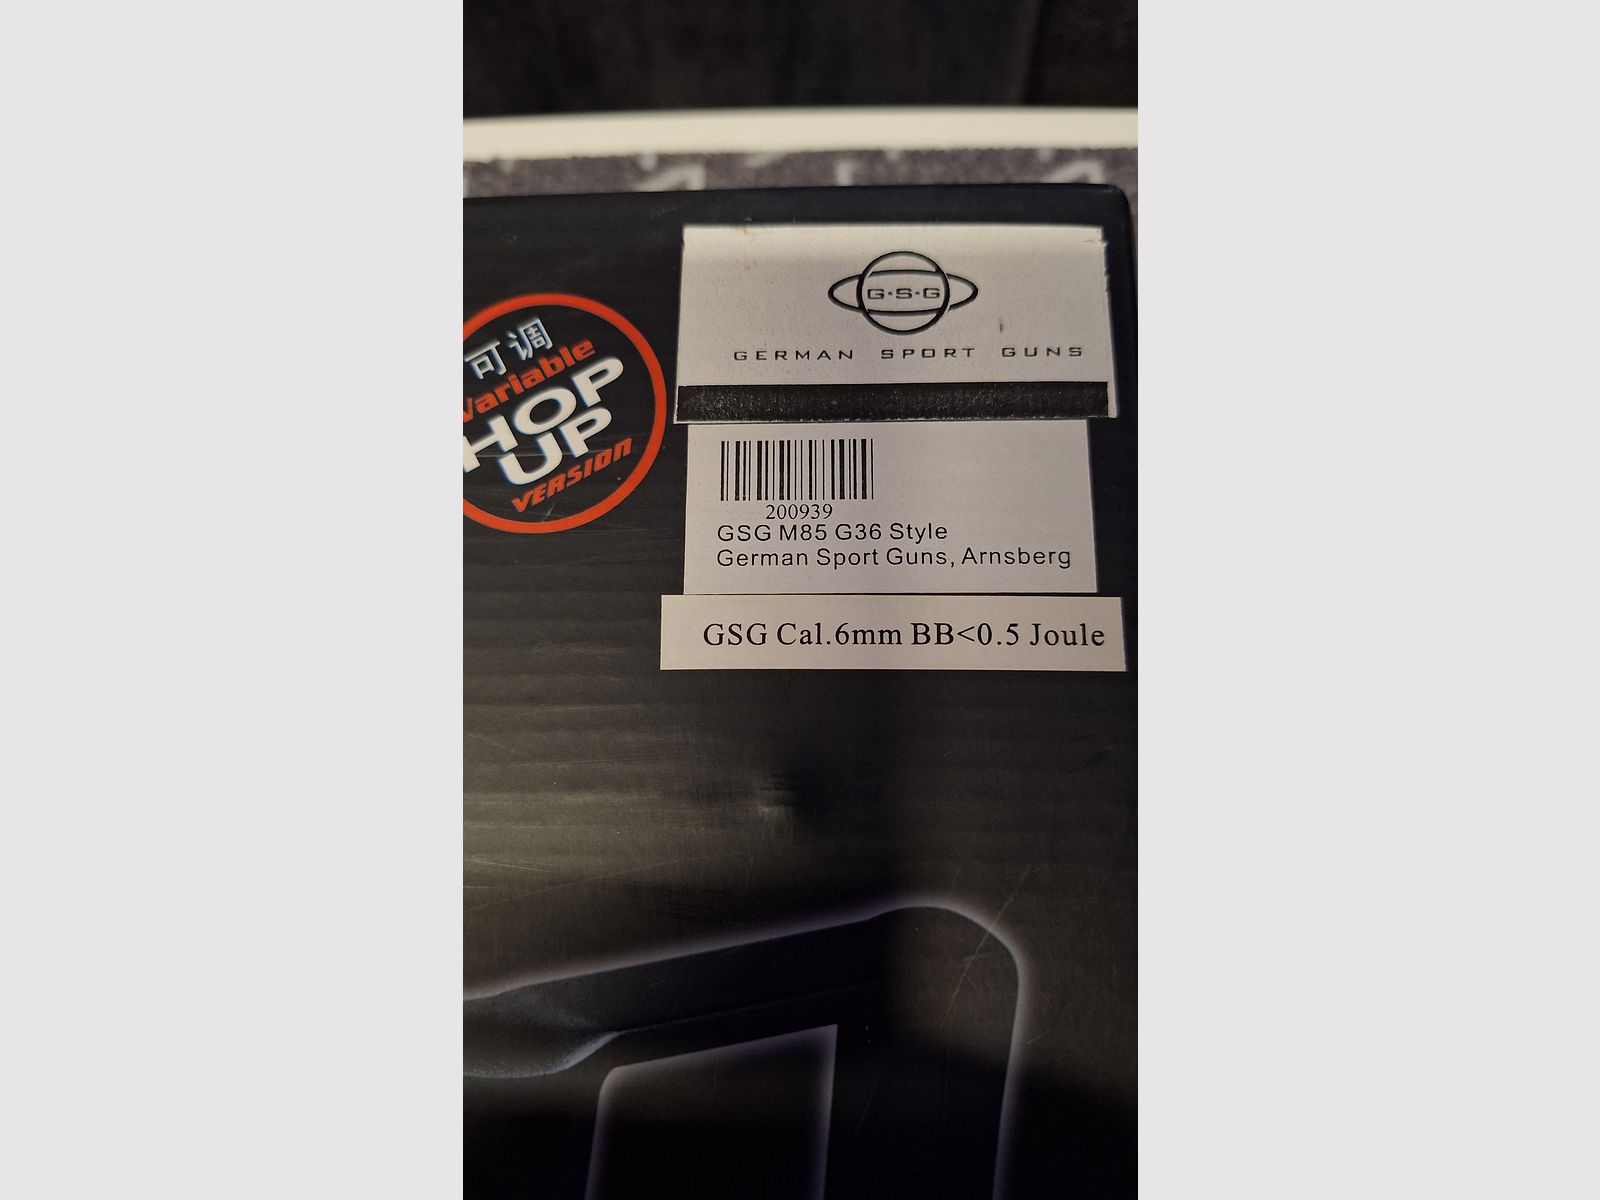 可调
Variable
HOP
UP
VERSION
G·S·G
GERMAN SPORT GUNS
200939
GSG M85 G36 Style
German Sport Guns, Arnsberg
GSG Cal.6mm BB<0.5 Joule